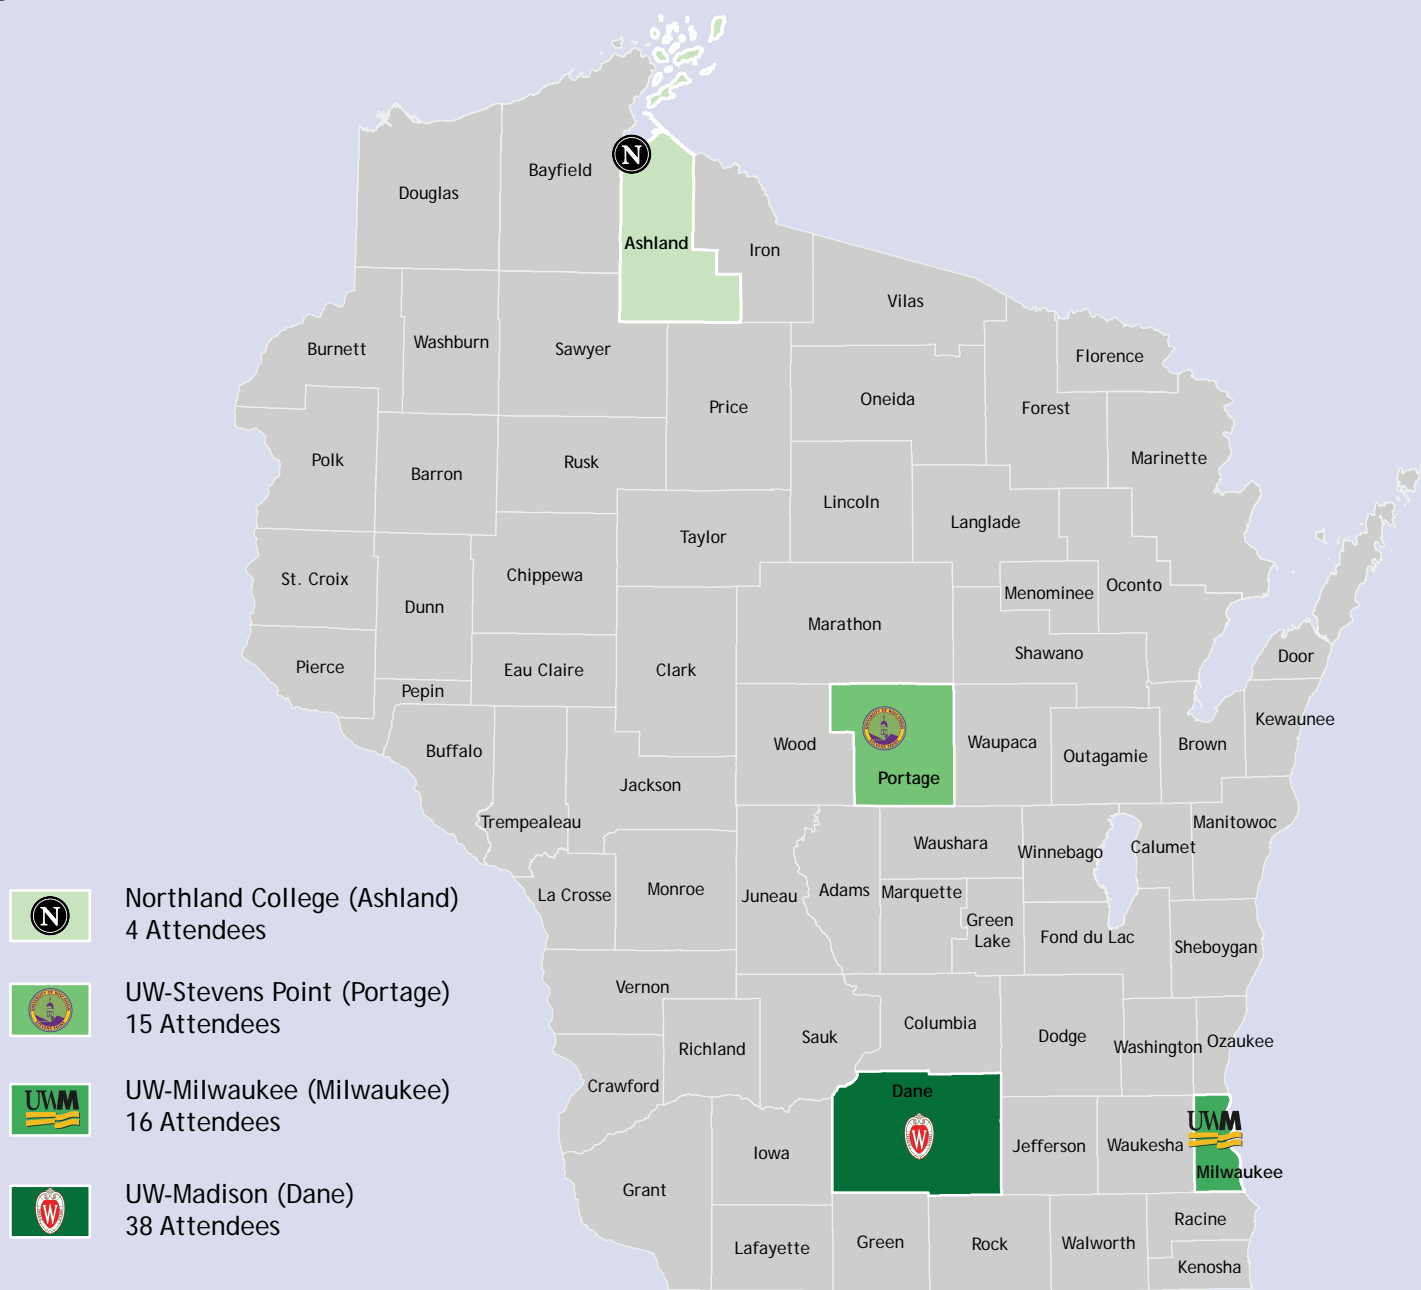 N
Bayfield
Douglas
Ashland
Iron
Vilas
Burnett
Washburn
Sawyer
Florence
Price
Oneida
Forest
Polk
Barron
Rusk
Marinette
Lincoln
Langlade
Taylor
St. Croix
Chippewa
Dunn
Menominee
Oconto
Marathon
Pierce
Eau Claire
Clark
Shawano
Door
Pepin
Kewaunee
Buffalo
Wood
Portage
Waupaca
Outagamie
Brown
Jackson
Trempealeau
Manitowoc
Waushara
Winnebago
Calumet
La Crosse
Monroe
Juneau
Adams
Marquette
Green
Lake
Fond du Lac
Sheboygan
Vernon
Richland
Sauk
Columbia
Dodge
Washington
Ozaukee
Crawford
Dane
W
UWM
Iowa
Jefferson
Waukesha
Milwaukee
Grant
Racine
Lafayette
Green
Rock
Walworth
Kenosha
N
Northland College (Ashland)
4 Attendees
UW-Stevens Point (Portage)
15 Attendees
UWM
UW-Milwaukee (Milwaukee)
16 Attendees
W
UW-Madison (Dane)
38 Attendees